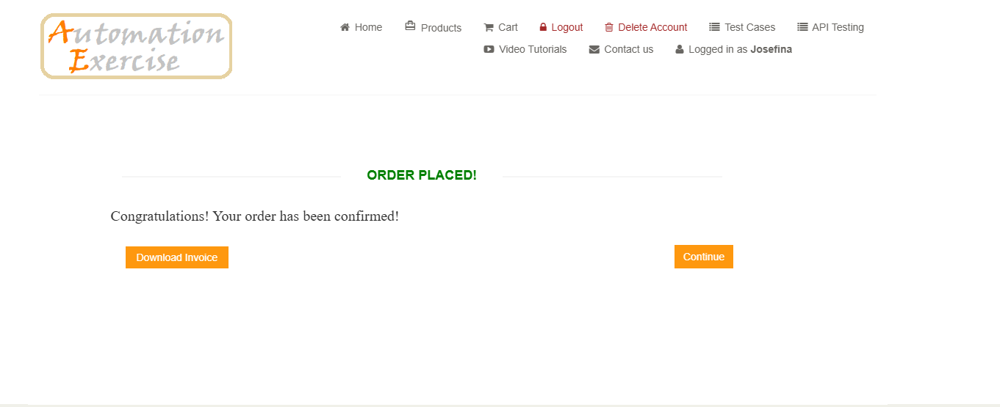 Automation
Exercise
Home Products Cart Logout Delete Account Test Cases API Testing
Video Tutorials Contact us Logged in as Josefina
ORDER PLACED!
Congratulations! Your order has been confirmed!
Download Invoice Continue